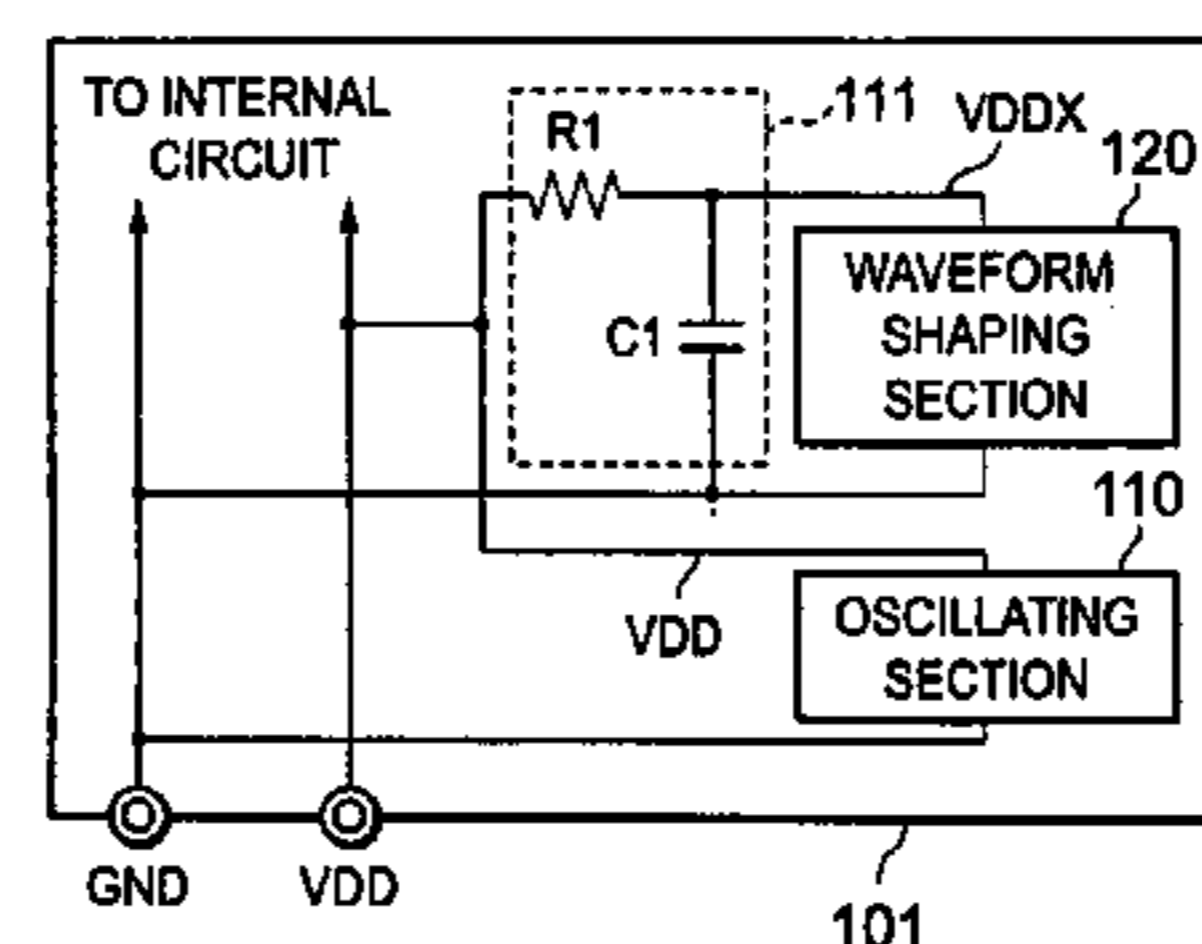 TO INTERNAL
CIRCUIT
R1
111
VDDX
120
WAVEFORM
SHAPING
SECTION
C1
110
VDD
OSCILLATING
SECTION
GND
VDD
101